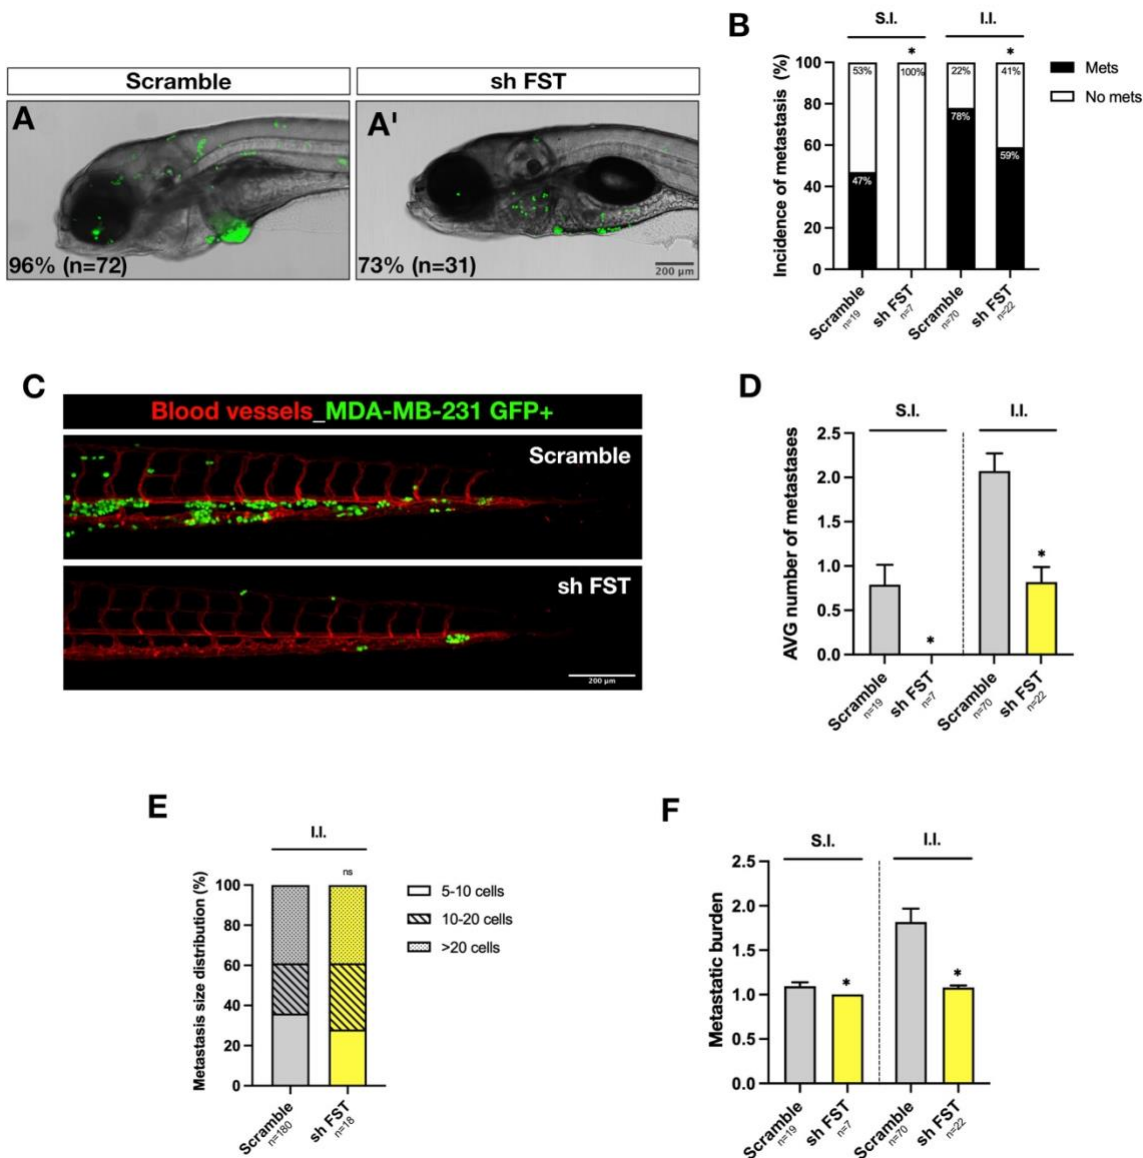 Scramble
sh FST
A
A'
96% (n=72)
73% (n=31)
200 µm
B
S.I.
I.I.
* *
Incidence of metastasis (%)
100
80
60
40
20
0
53%
100%
22%
41%
47%
78%
59%
Mets
No mets
Scramble
n=19
sh FST
n=7
Scramble
n=70
sh FST
n=22
C
Blood vessels_MDA-MB-231 GFP+
Scramble
sh FST
200 µm
D
S.I.
I.I.
AVG number of metastases
2.5
2.0
1.5
1.0
0.5
0.0
*
*
Scramble
n=19
sh FST
n=7
Scramble
n=70
sh FST
n=22
E
I.I.
ns
Metastasis size distribution (%)
100
80
60
40
20
0
5-10 cells
10-20 cells
>20 cells
Scramble
n=180
sh FST
n=18
F
S.I.
I.I.
Metastatic burden
2.5
2.0
1.5
1.0
0.5
0.0
*
*
Scramble
n=19
sh FST
n=7
Scramble
n=70
sh FST
n=22